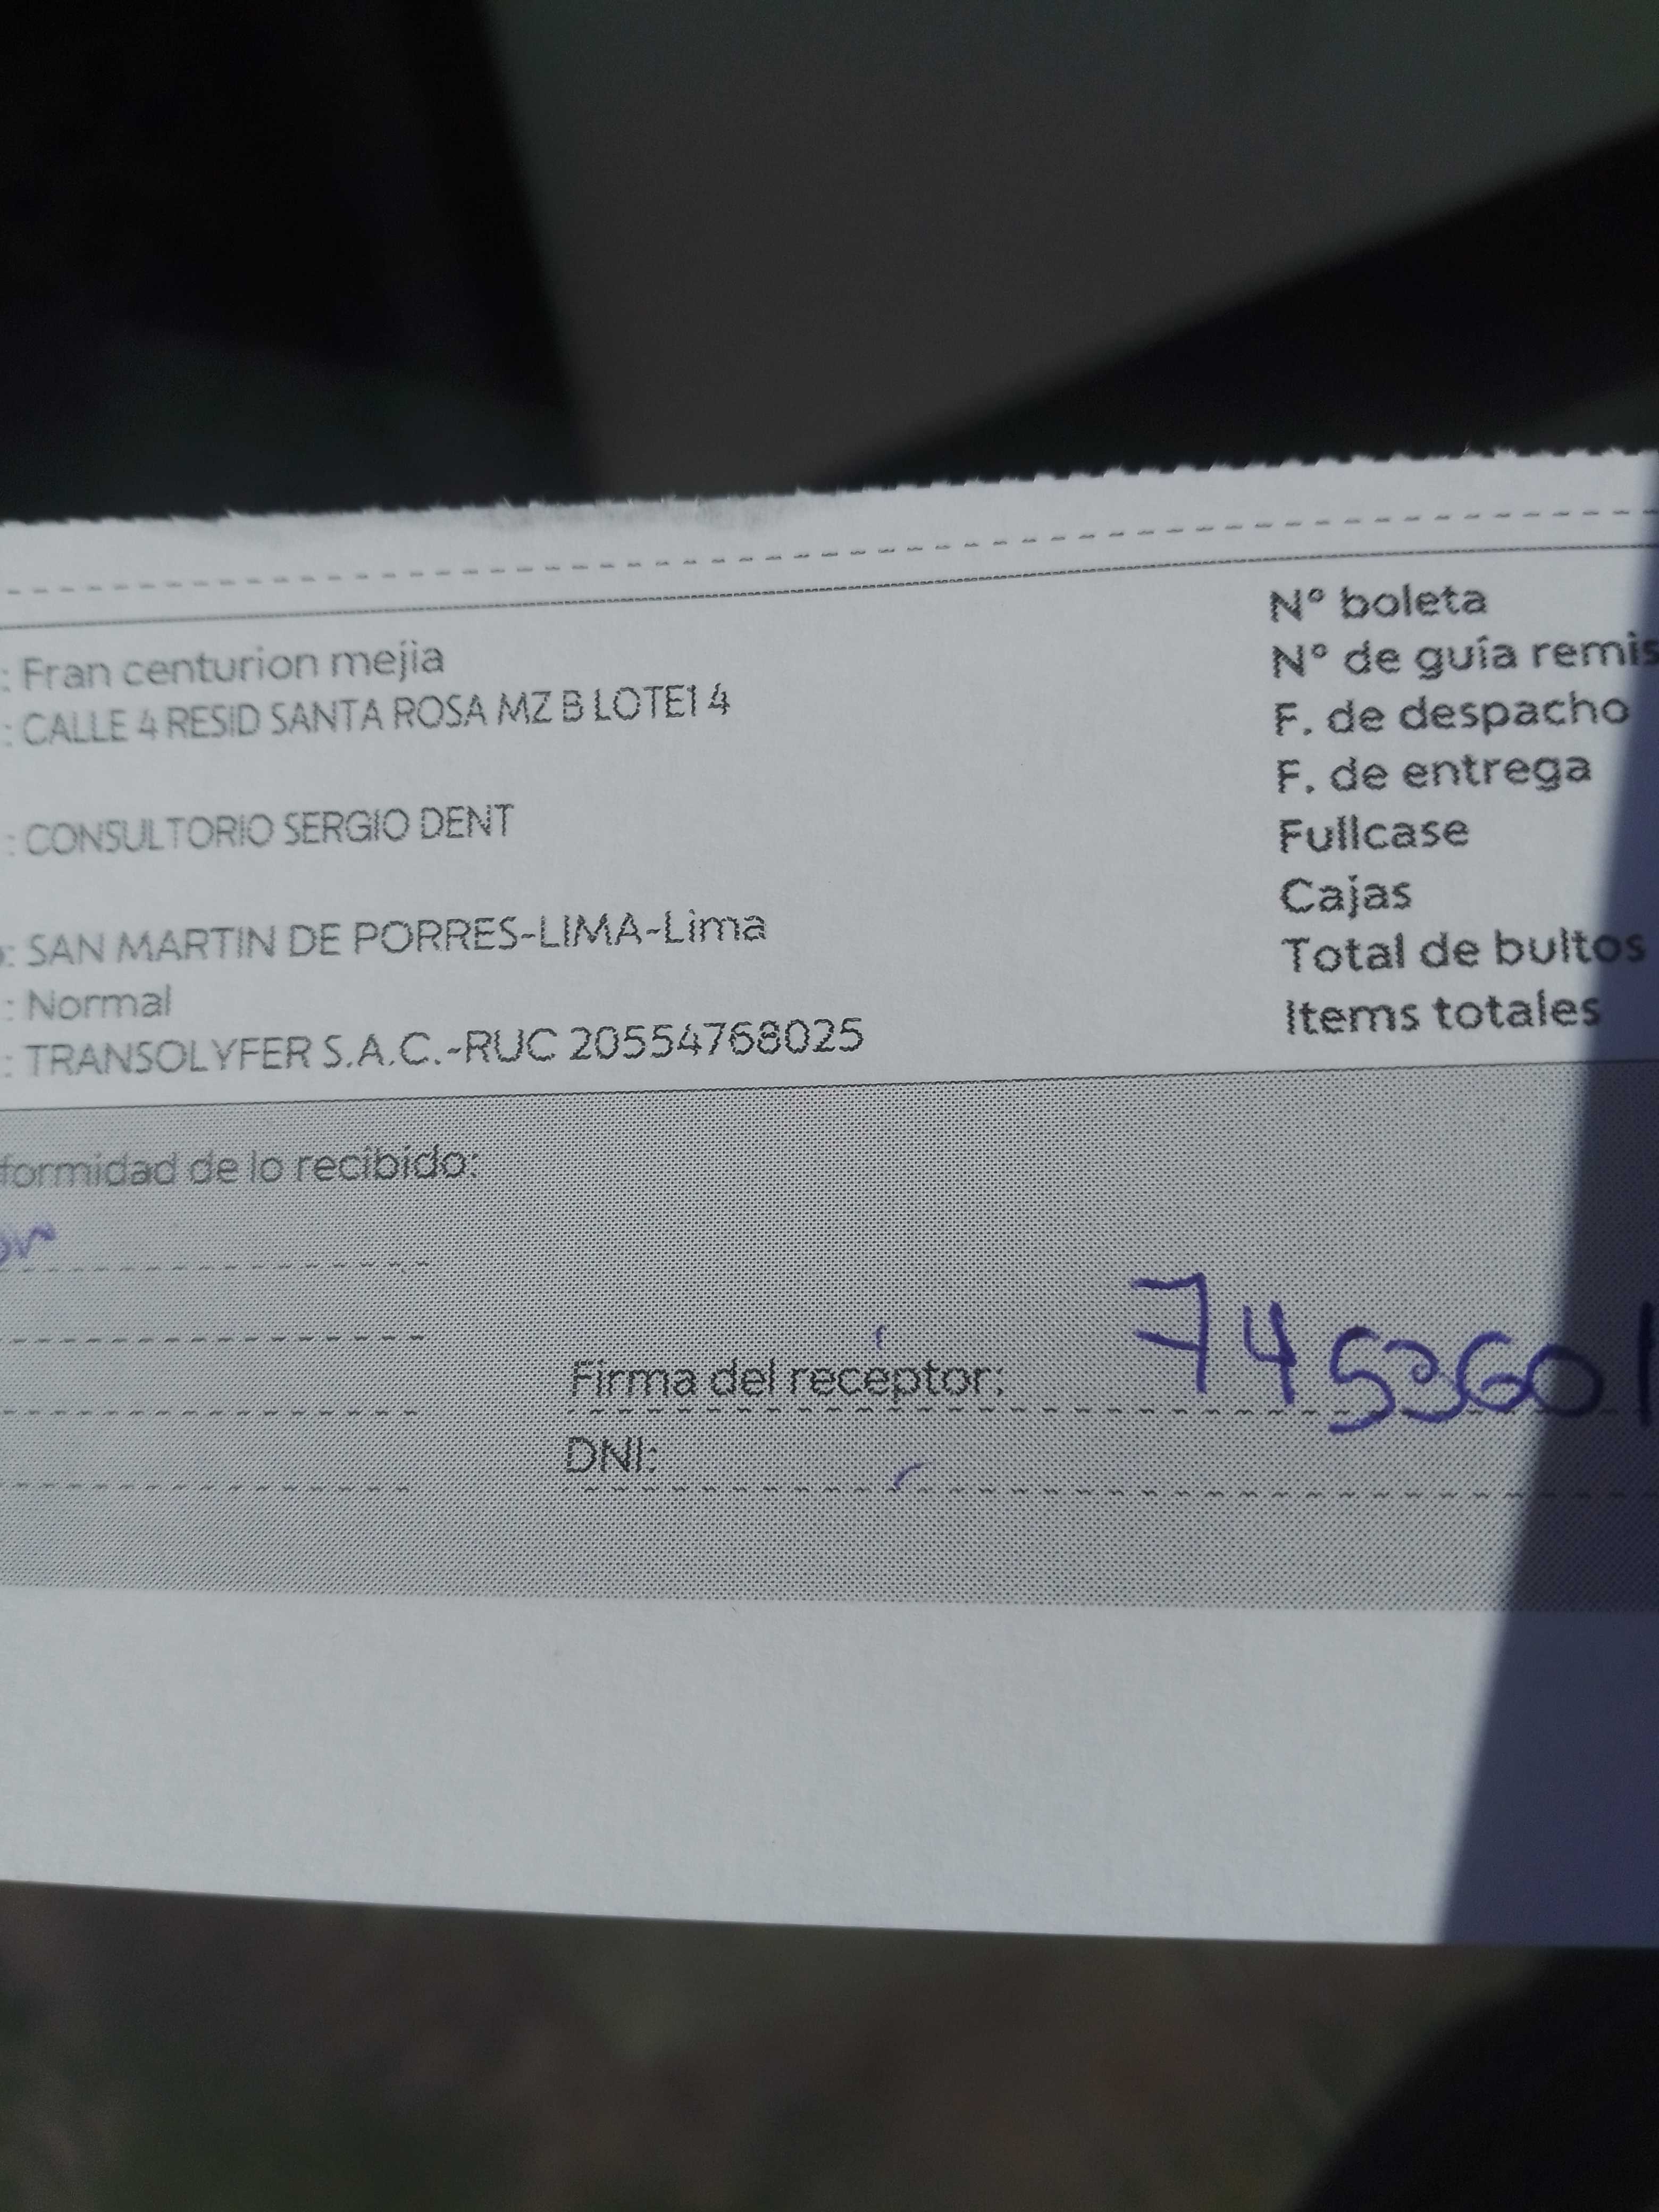 : Fran centurion mejia
: CALLE 4 RESID SANTA ROSA MZ B LOTE1 4
: CONSULTORIO SERGIO DENT
: SAN MARTIN DE PORRES-LIMA-Lima
: Normal
: TRANSOLYFER S.A.C.-RUC 20554768025
N° boleta
N° de guía remis
F. de despacho
F. de entrega
Fullcase
Cajas
Total de bultos
Items totales
formidad de lo recibido:
Firma del receptor: 7453601
DNI: